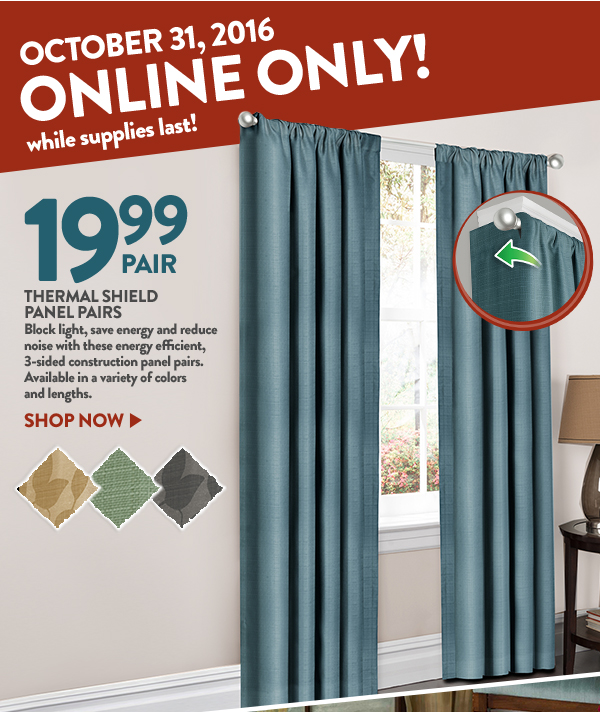 OCTOBER 31, 2016
ONLINE ONLY!
while supplies last!
1999
PAIR
THERMAL SHIELD
PANEL PAIRS
Block light, save energy and reduce
noise with these energy efficient,
3-sided construction panel pairs.
Available in a variety of colors
and lengths.
SHOP NOW ▶